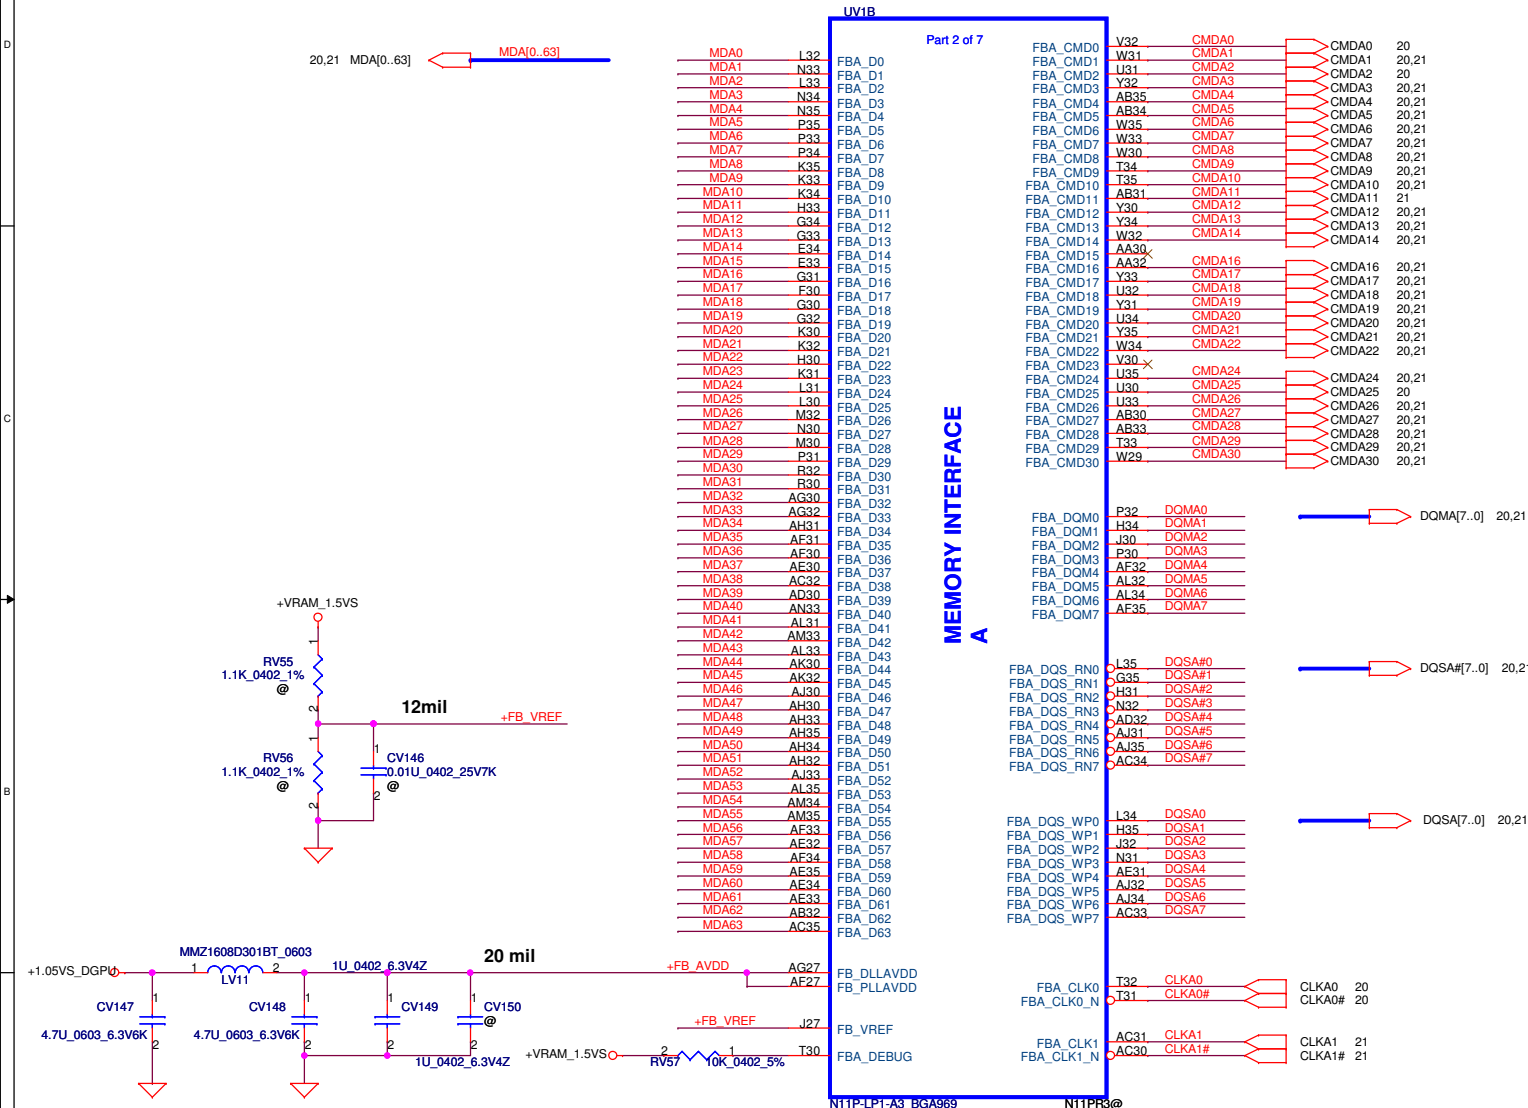 UV1B
Part 2 of 7
D
20,21 MDA[0..63] MDA[0..63]
MDA0 L32 FBA_D0
MDA1 N33 FBA_D1
MDA2 L33 FBA_D2
MDA3 N34 FBA_D3
MDA4 N35 FBA_D4
MDA5 P35 FBA_D5
MDA6 P33 FBA_D6
MDA7 P34 FBA_D7
MDA8 K35 FBA_D8
MDA9 K33 FBA_D9
MDA10 K34 FBA_D10
MDA11 H33 FBA_D11
MDA12 G34 FBA_D12
MDA13 G33 FBA_D13
MDA14 E34 FBA_D14
MDA15 E33 FBA_D15
MDA16 G31 FBA_D16
MDA17 F30 FBA_D17
MDA18 G30 FBA_D18
MDA19 G32 FBA_D19
MDA20 K30 FBA_D20
MDA21 K32 FBA_D21
MDA22 H30 FBA_D22
MDA23 K31 FBA_D23
MDA24 L31 FBA_D24
MDA25 L30 FBA_D25
MDA26 M32 FBA_D26
MDA27 N30 FBA_D27
MDA28 M30 FBA_D28
MDA29 P31 FBA_D29
MDA30 R32 FBA_D30
MDA31 R30 FBA_D31
MDA32 AG30 FBA_D32
MDA33 AG32 FBA_D33
MDA34 AH31 FBA_D34
MDA35 AF31 FBA_D35
MDA36 AF30 FBA_D36
MDA37 AE30 FBA_D37
MDA38 AC32 FBA_D38
MDA39 AD30 FBA_D39
MDA40 AN33 FBA_D40
MDA41 AL31 FBA_D41
MDA42 AM33 FBA_D42
MDA43 AL33 FBA_D43
MDA44 AK30 FBA_D44
MDA45 AK32 FBA_D45
MDA46 AJ30 FBA_D46
MDA47 AH30 FBA_D47
MDA48 AH33 FBA_D48
MDA49 AH35 FBA_D49
MDA50 AH34 FBA_D50
MDA51 AH32 FBA_D51
MDA52 AJ33 FBA_D52
MDA53 AL35 FBA_D53
MDA54 AM34 FBA_D54
MDA55 AM35 FBA_D55
MDA56 AF33 FBA_D56
MDA57 AE32 FBA_D57
MDA58 AF34 FBA_D58
MDA59 AE35 FBA_D59
MDA60 AE34 FBA_D60
MDA61 AE33 FBA_D61
MDA62 AB32 FBA_D62
MDA63 AC35 FBA_D63
MEMORY INTERFACE
A
FBA_CMD0 V32 CMDA0 CMDA0 20
FBA_CMD1 W31 CMDA1 CMDA1 20,21
FBA_CMD2 U31 CMDA2 CMDA2 20
FBA_CMD3 Y32 CMDA3 CMDA3 20,21
FBA_CMD4 AB35 CMDA4 CMDA4 20,21
FBA_CMD5 AB34 CMDA5 CMDA5 20,21
FBA_CMD6 W35 CMDA6 CMDA6 20,21
FBA_CMD7 W33 CMDA7 CMDA7 20,21
FBA_CMD8 W30 CMDA8 CMDA8 20,21
FBA_CMD9 T34 CMDA9 CMDA9 20,21
FBA_CMD10 T35 CMDA10 CMDA10 20,21
FBA_CMD11 AB31 CMDA11 CMDA11 21
FBA_CMD12 Y30 CMDA12 CMDA12 20,21
FBA_CMD13 Y34 CMDA13 CMDA13 20,21
FBA_CMD14 W32 CMDA14 CMDA14 20,21
FBA_CMD15 AA30
FBA_CMD16 AA32 CMDA16 CMDA16 20,21
FBA_CMD17 Y33 CMDA17 CMDA17 20,21
FBA_CMD18 U32 CMDA18 CMDA18 20,21
FBA_CMD19 Y31 CMDA19 CMDA19 20,21
FBA_CMD20 U34 CMDA20 CMDA20 20,21
FBA_CMD21 Y35 CMDA21 CMDA21 20,21
FBA_CMD22 W34 CMDA22 CMDA22 20,21
FBA_CMD23 V30
FBA_CMD24 U35 CMDA24 CMDA24 20,21
FBA_CMD25 U30 CMDA25 CMDA25 20
FBA_CMD26 U33 CMDA26 CMDA26 20,21
FBA_CMD27 AB30 CMDA27 CMDA27 20,21
FBA_CMD28 AB33 CMDA28 CMDA28 20,21
FBA_CMD29 T33 CMDA29 CMDA29 20,21
FBA_CMD30 W29 CMDA30 CMDA30 20,21
FBA_DQM0 P32 DQMA0
FBA_DQM1 H34 DQMA1
FBA_DQM2 J30 DQMA2
FBA_DQM3 P30 DQMA3
FBA_DQM4 AF32 DQMA4
FBA_DQM5 AL32 DQMA5
FBA_DQM6 AL34 DQMA6
FBA_DQM7 AF35 DQMA7
DQMA[7..0] 20,21
FBA_DQS_RN0 L35 DQSA#0
FBA_DQS_RN1 G35 DQSA#1
FBA_DQS_RN2 H31 DQSA#2
FBA_DQS_RN3 N32 DQSA#3
FBA_DQS_RN4 AD32 DQSA#4
FBA_DQS_RN5 AJ31 DQSA#5
FBA_DQS_RN6 AJ35 DQSA#6
FBA_DQS_RN7 AC34 DQSA#7
DQSA#[7..0] 20,21
FBA_DQS_WP0 L34 DQSA0
FBA_DQS_WP1 H35 DQSA1
FBA_DQS_WP2 J32 DQSA2
FBA_DQS_WP3 N31 DQSA3
FBA_DQS_WP4 AE31 DQSA4
FBA_DQS_WP5 AJ32 DQSA5
FBA_DQS_WP6 AJ34 DQSA6
FBA_DQS_WP7 AC33 DQSA7
DQSA[7..0] 20,21
FBA_CLK0 T32 CLKA0 CLKA0 20
FBA_CLK0_N T31 CLKA0# CLKA0# 20
FBA_CLK1 AC31 CLKA1 CLKA1 21
FBA_CLK1_N AC30 CLKA1# CLKA1# 21
C
+VRAM_1.5VS
1
RV55
1.1K_0402_1%
@
2
12mil
+FB_VREF
1
RV56
1.1K_0402_1%
@
2
1
CV146
0.01U_0402_25V7K
@
2
B
MMZ1608D301BT_0603
+1.05VS_DGPU 1 2
LV11
1U_0402_6.3V4Z
20 mil
+FB_AVDD AG27 FB_DLLAVDD
AF27 FB_PLLAVDD
1 1 1 1
CV147 CV148 CV149 CV150
@
4.7U_0603_6.3V6K 4.7U_0603_6.3V6K
2 2 2 2
1U_0402_6.3V4Z
+FB_VREF J27 FB_VREF
+VRAM_1.5VS 2 1 T30 FBA_DEBUG
RV57 10K_0402_5%
N11P-LP1-A3_BGA969 N11PR3@